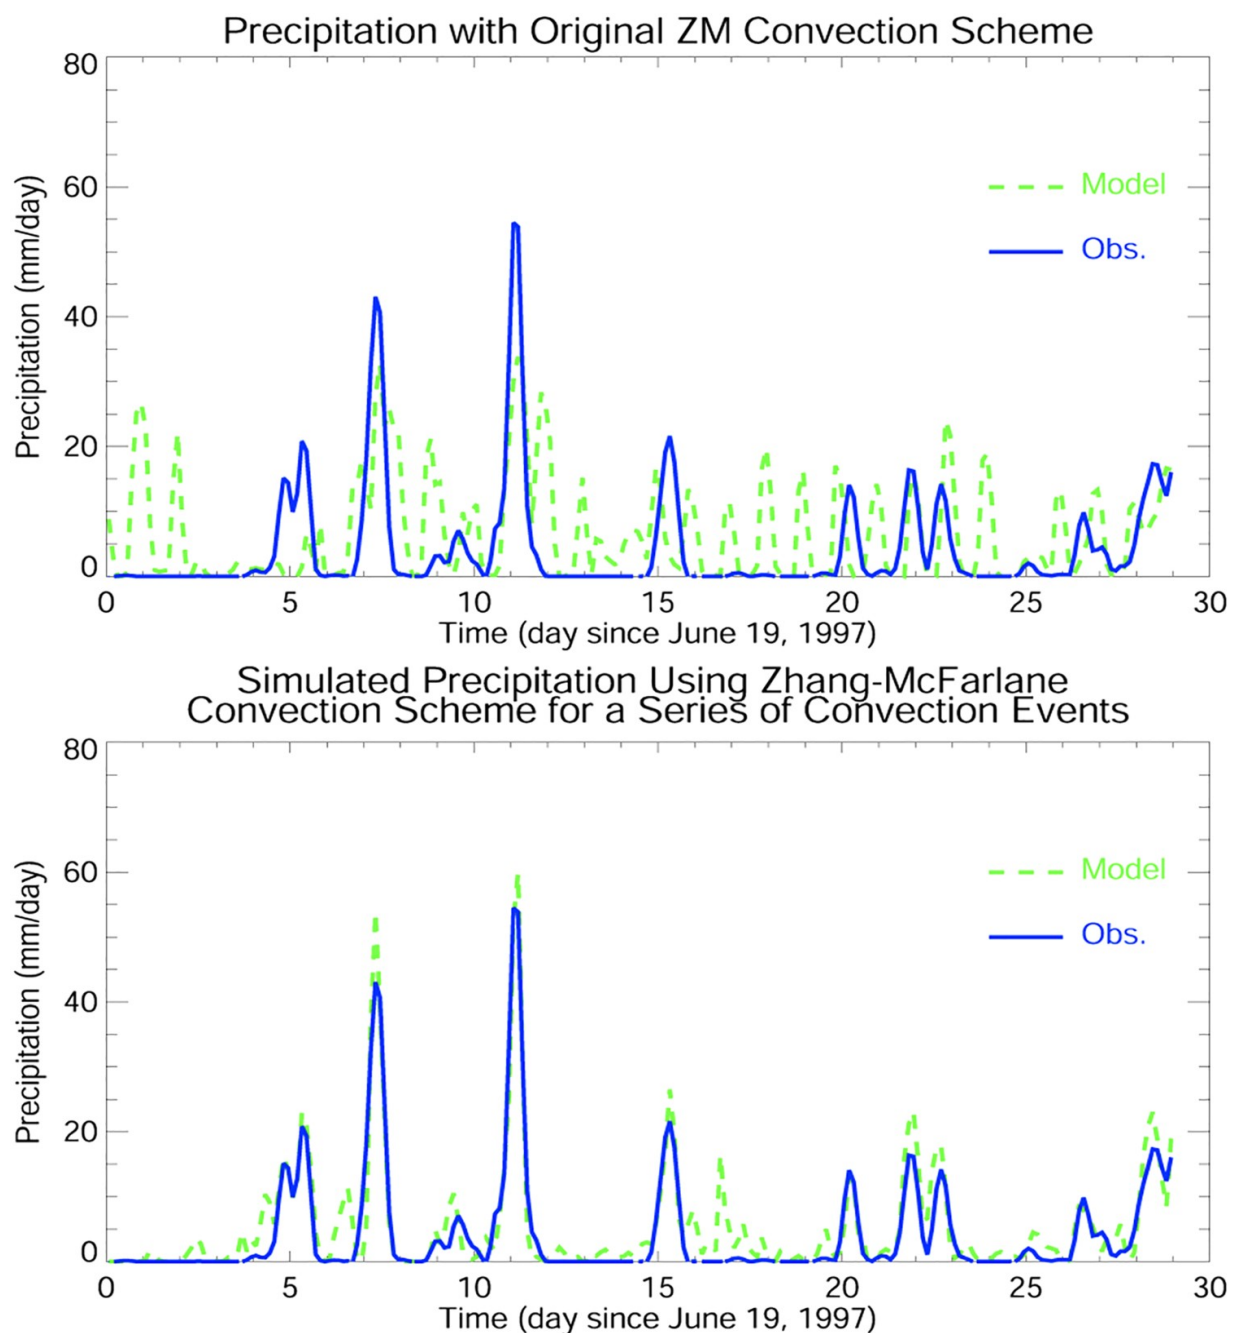 Precipitation with Original ZM Convection Scheme
80
60
40
20
0
Precipitation (mm/day)
Model
Obs.
0 5 10 15 20 25 30
Time (day since June 19, 1997)
Simulated Precipitation Using Zhang-McFarlane
Convection Scheme for a Series of Convection Events
80
60
40
20
0
Precipitation (mm/day)
Model
Obs.
0 5 10 15 20 25 30
Time (day since June 19, 1997)